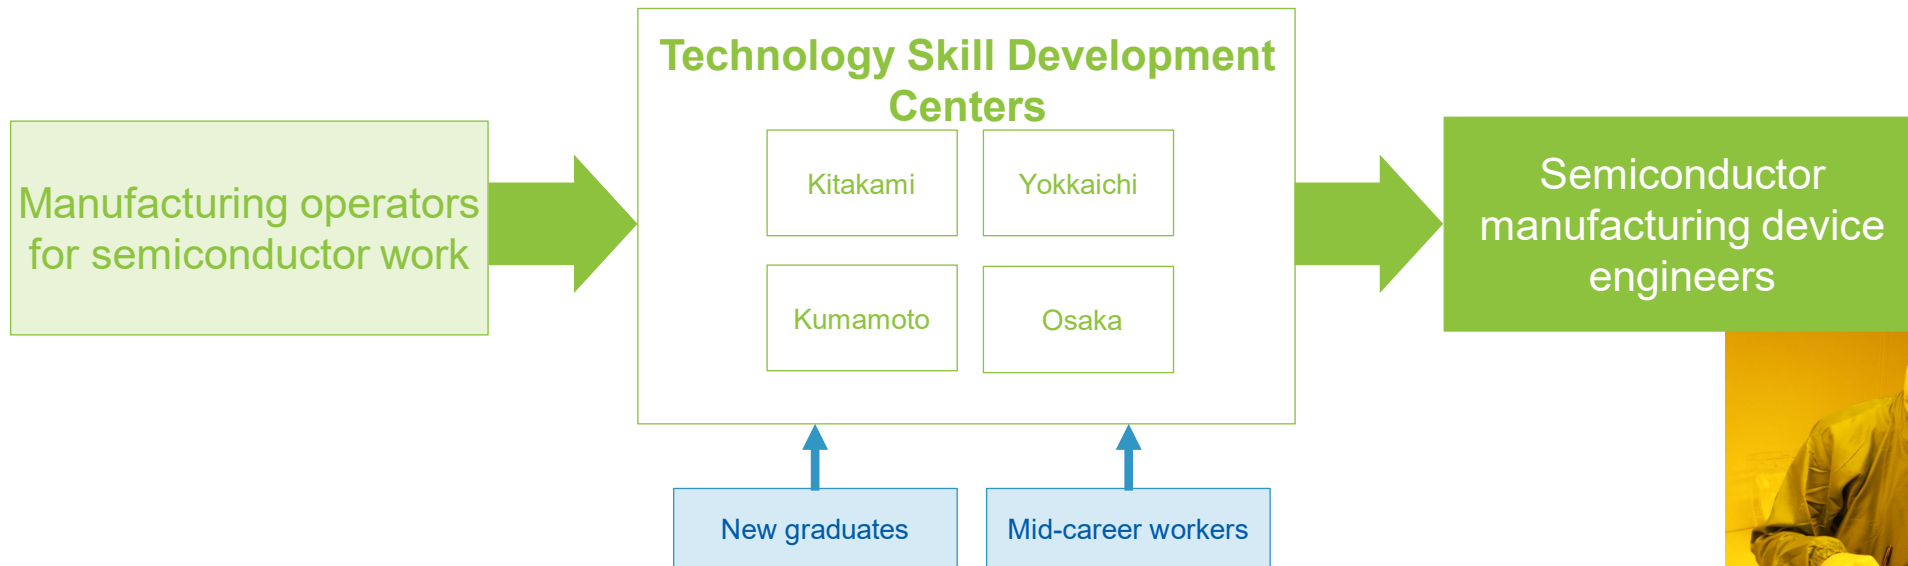 Technology Skill Development
Centers
Manufacturing operators
for semiconductor work
Kitakami
Yokkaichi
Kumamoto
Osaka
Semiconductor
manufacturing device
engineers
New graduates
Mid-career workers